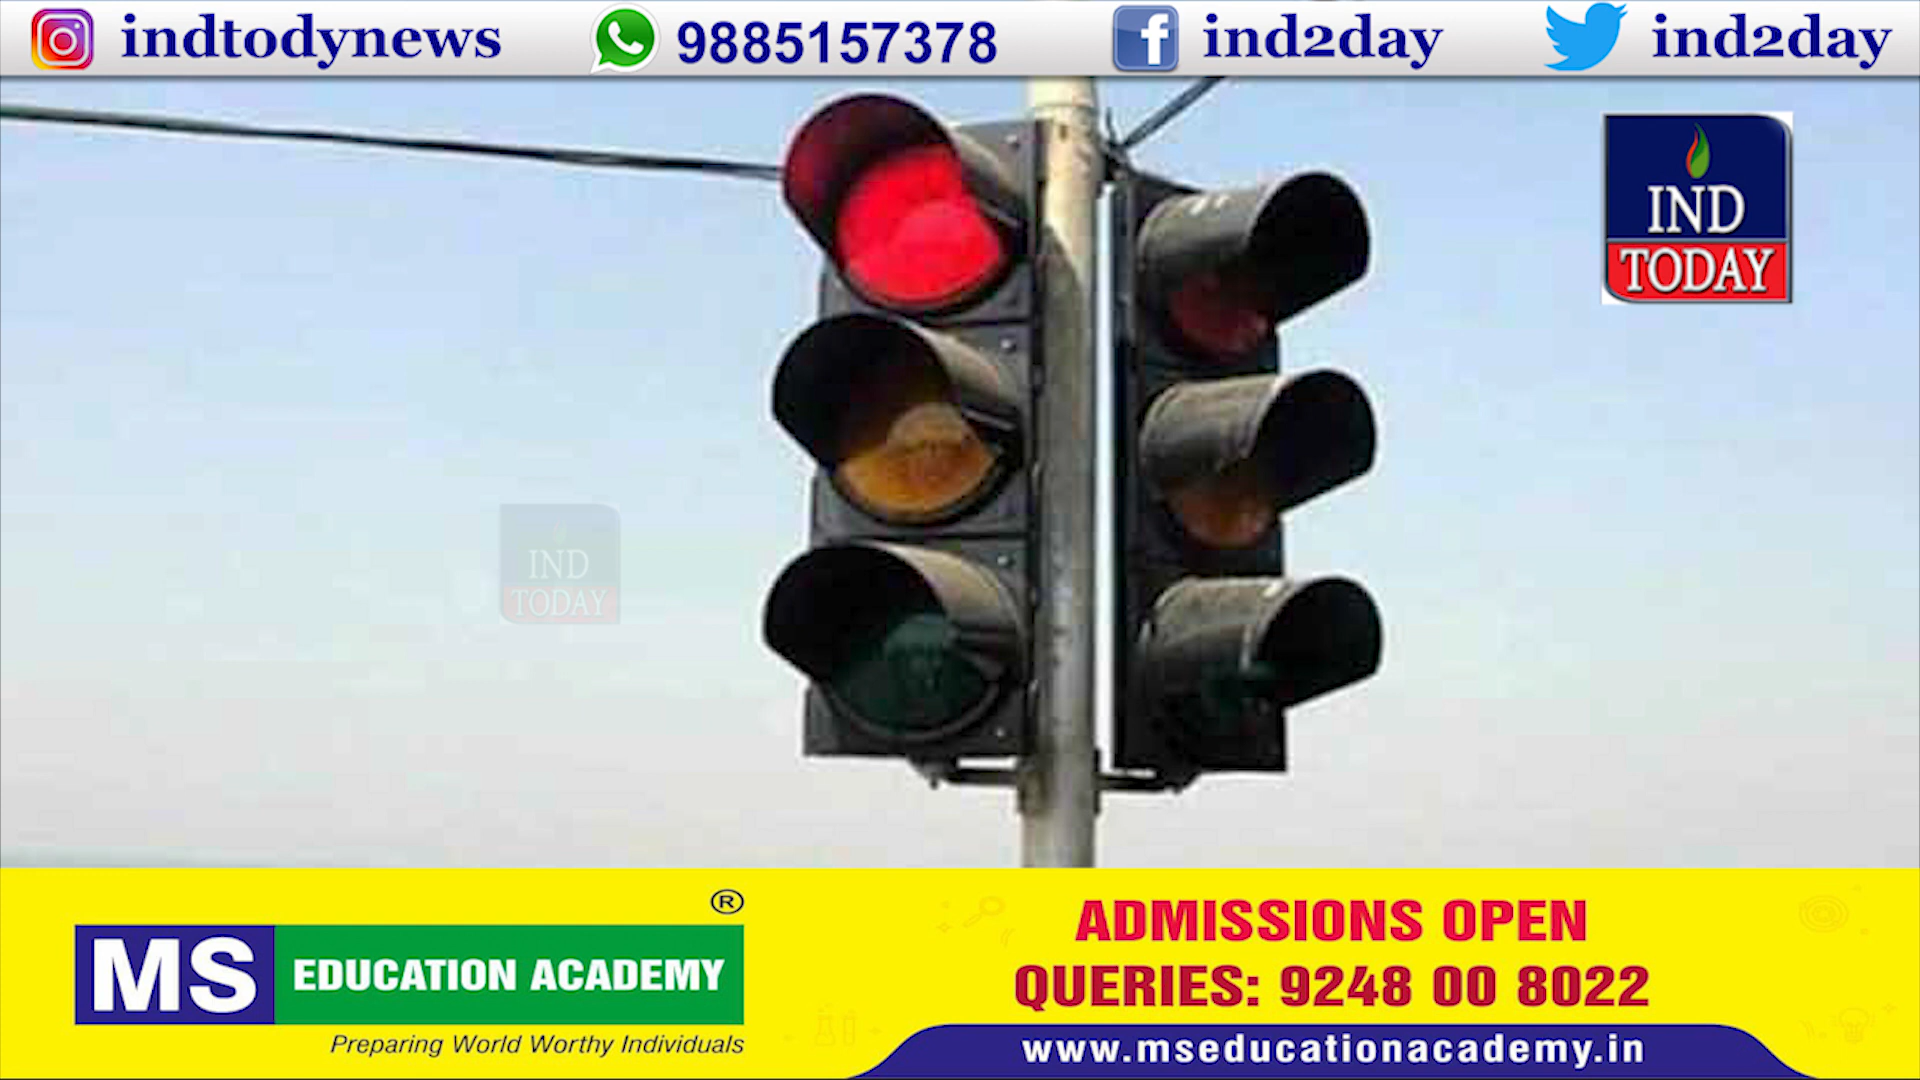 indtodynews
9885157378
ind2day
ind2day
IND
TODAY
IND
TODAY
®
MS EDUCATION ACADEMY
Preparing World Worthy Individuals
ADMISSIONS OPEN
QUERIES: 9248 00 8022
www.mseducationacademy.in